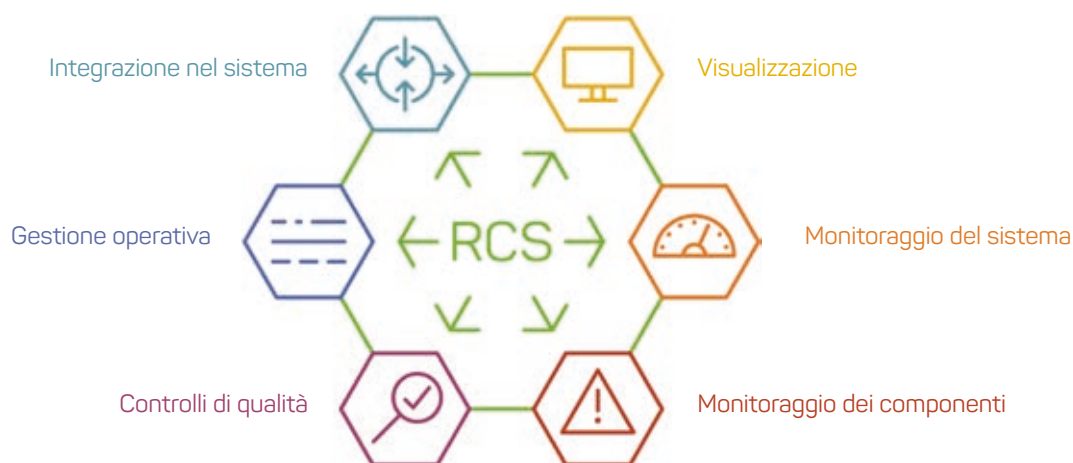 Integrazione nel sistema
Visualizzazione
Gestione operativa
RCS
Monitoraggio del sistema
Controlli di qualità
Monitoraggio dei componenti